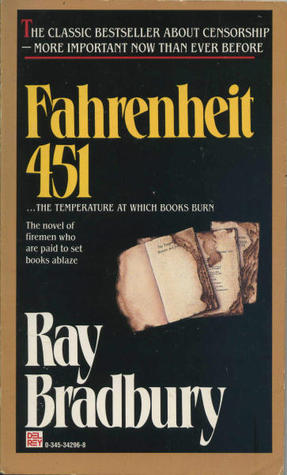 THE CLASSIC BESTSELLER ABOUT CENSORSHIP
—MORE IMPORTANT NOW THAN EVER BEFORE
Fahrenheit
451
...THE TEMPERATURE AT WHICH BOOKS BURN
The novel of
firemen who
are paid to set
books ablaze
Ray
Bradbury
DEL
REY
0-345-34296-8